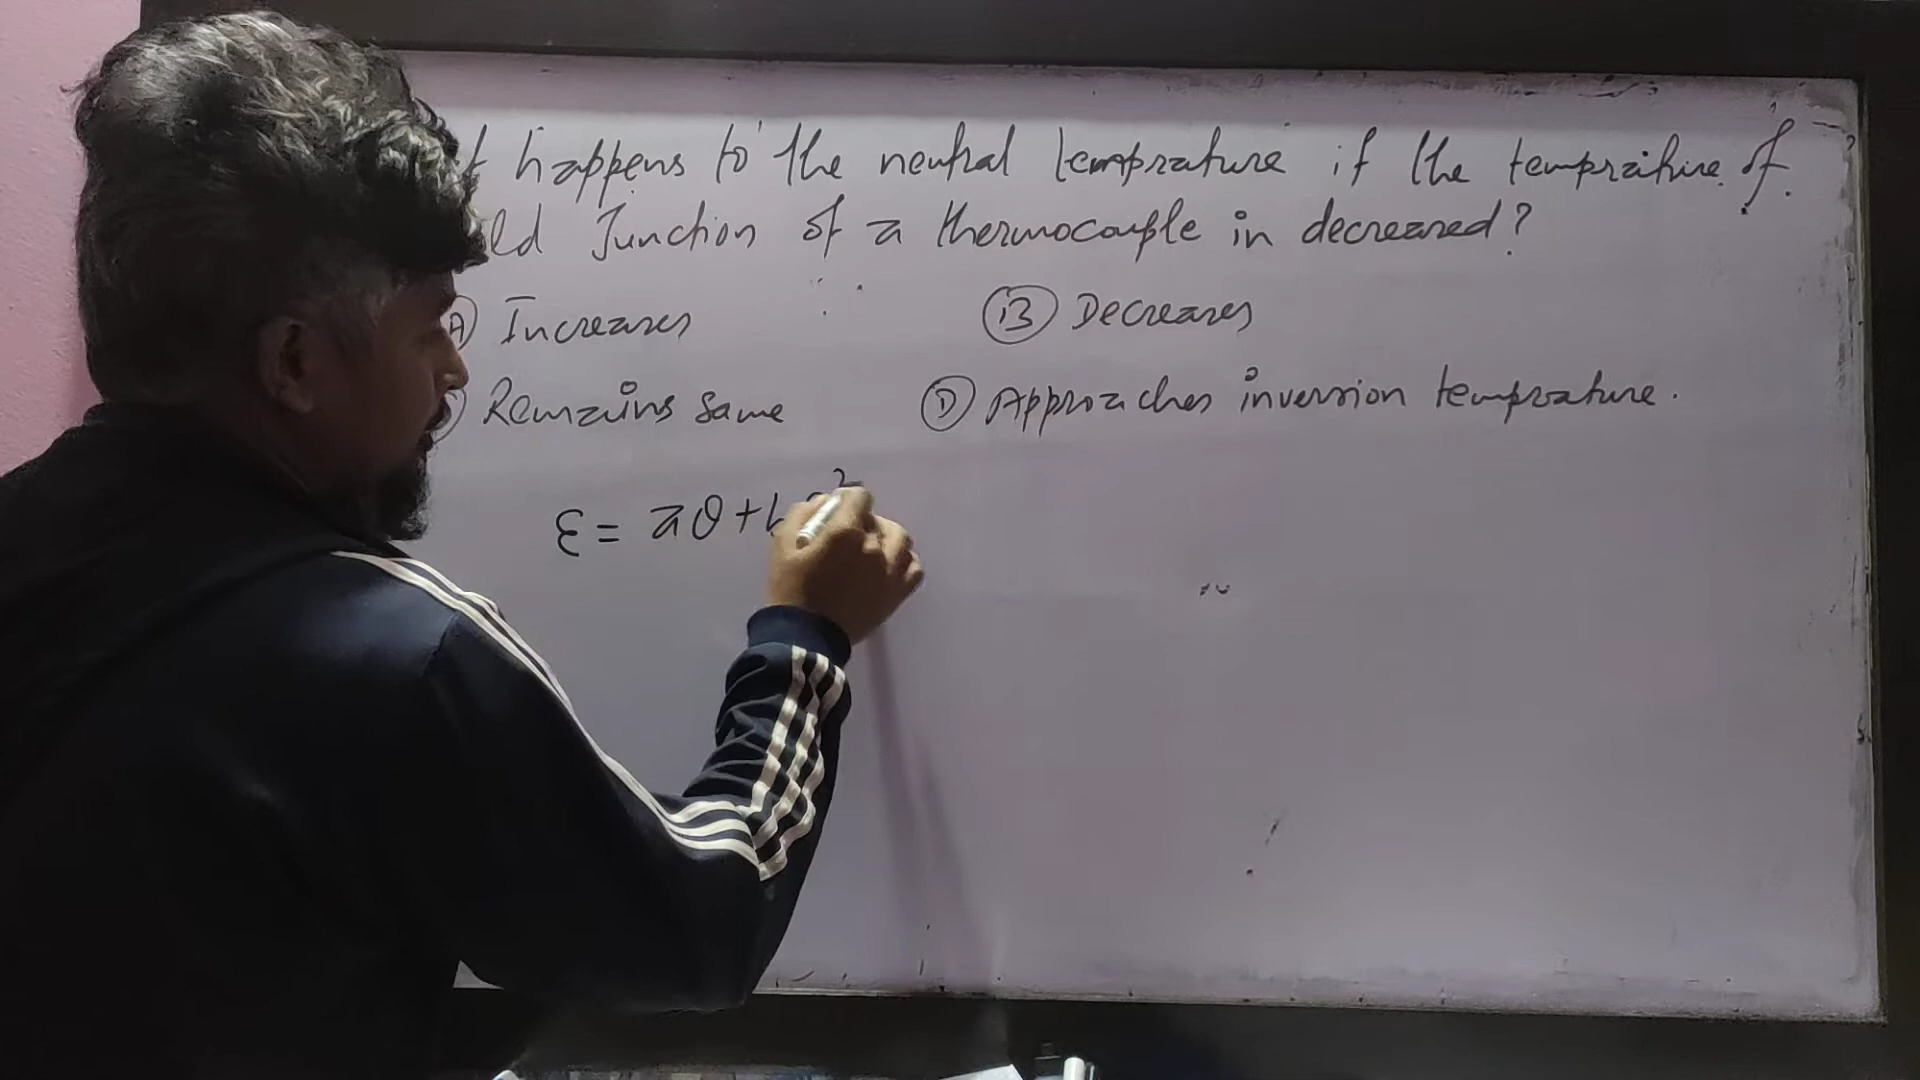 happens to the neutral temprature if the temprature of
Junction of a thermocouple in decreased?
A) Increases
(B) Decreases
Remains same
(D) Approaches inversion temprature.
ε = aθ + b